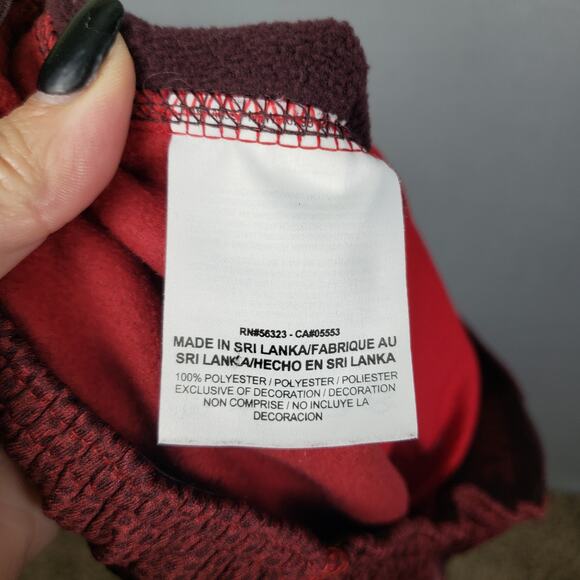 RN#56323 - CA#05553
MADE IN SRI LANKA/FABRIQUE AU
SRI LANKA/HECHO EN SRI LANKA
100% POLYESTER / POLYESTER / POLIESTER
EXCLUSIVE OF DECORATION / DECORATION
NON COMPRISE / NO INCLUYE LA
DECORACION